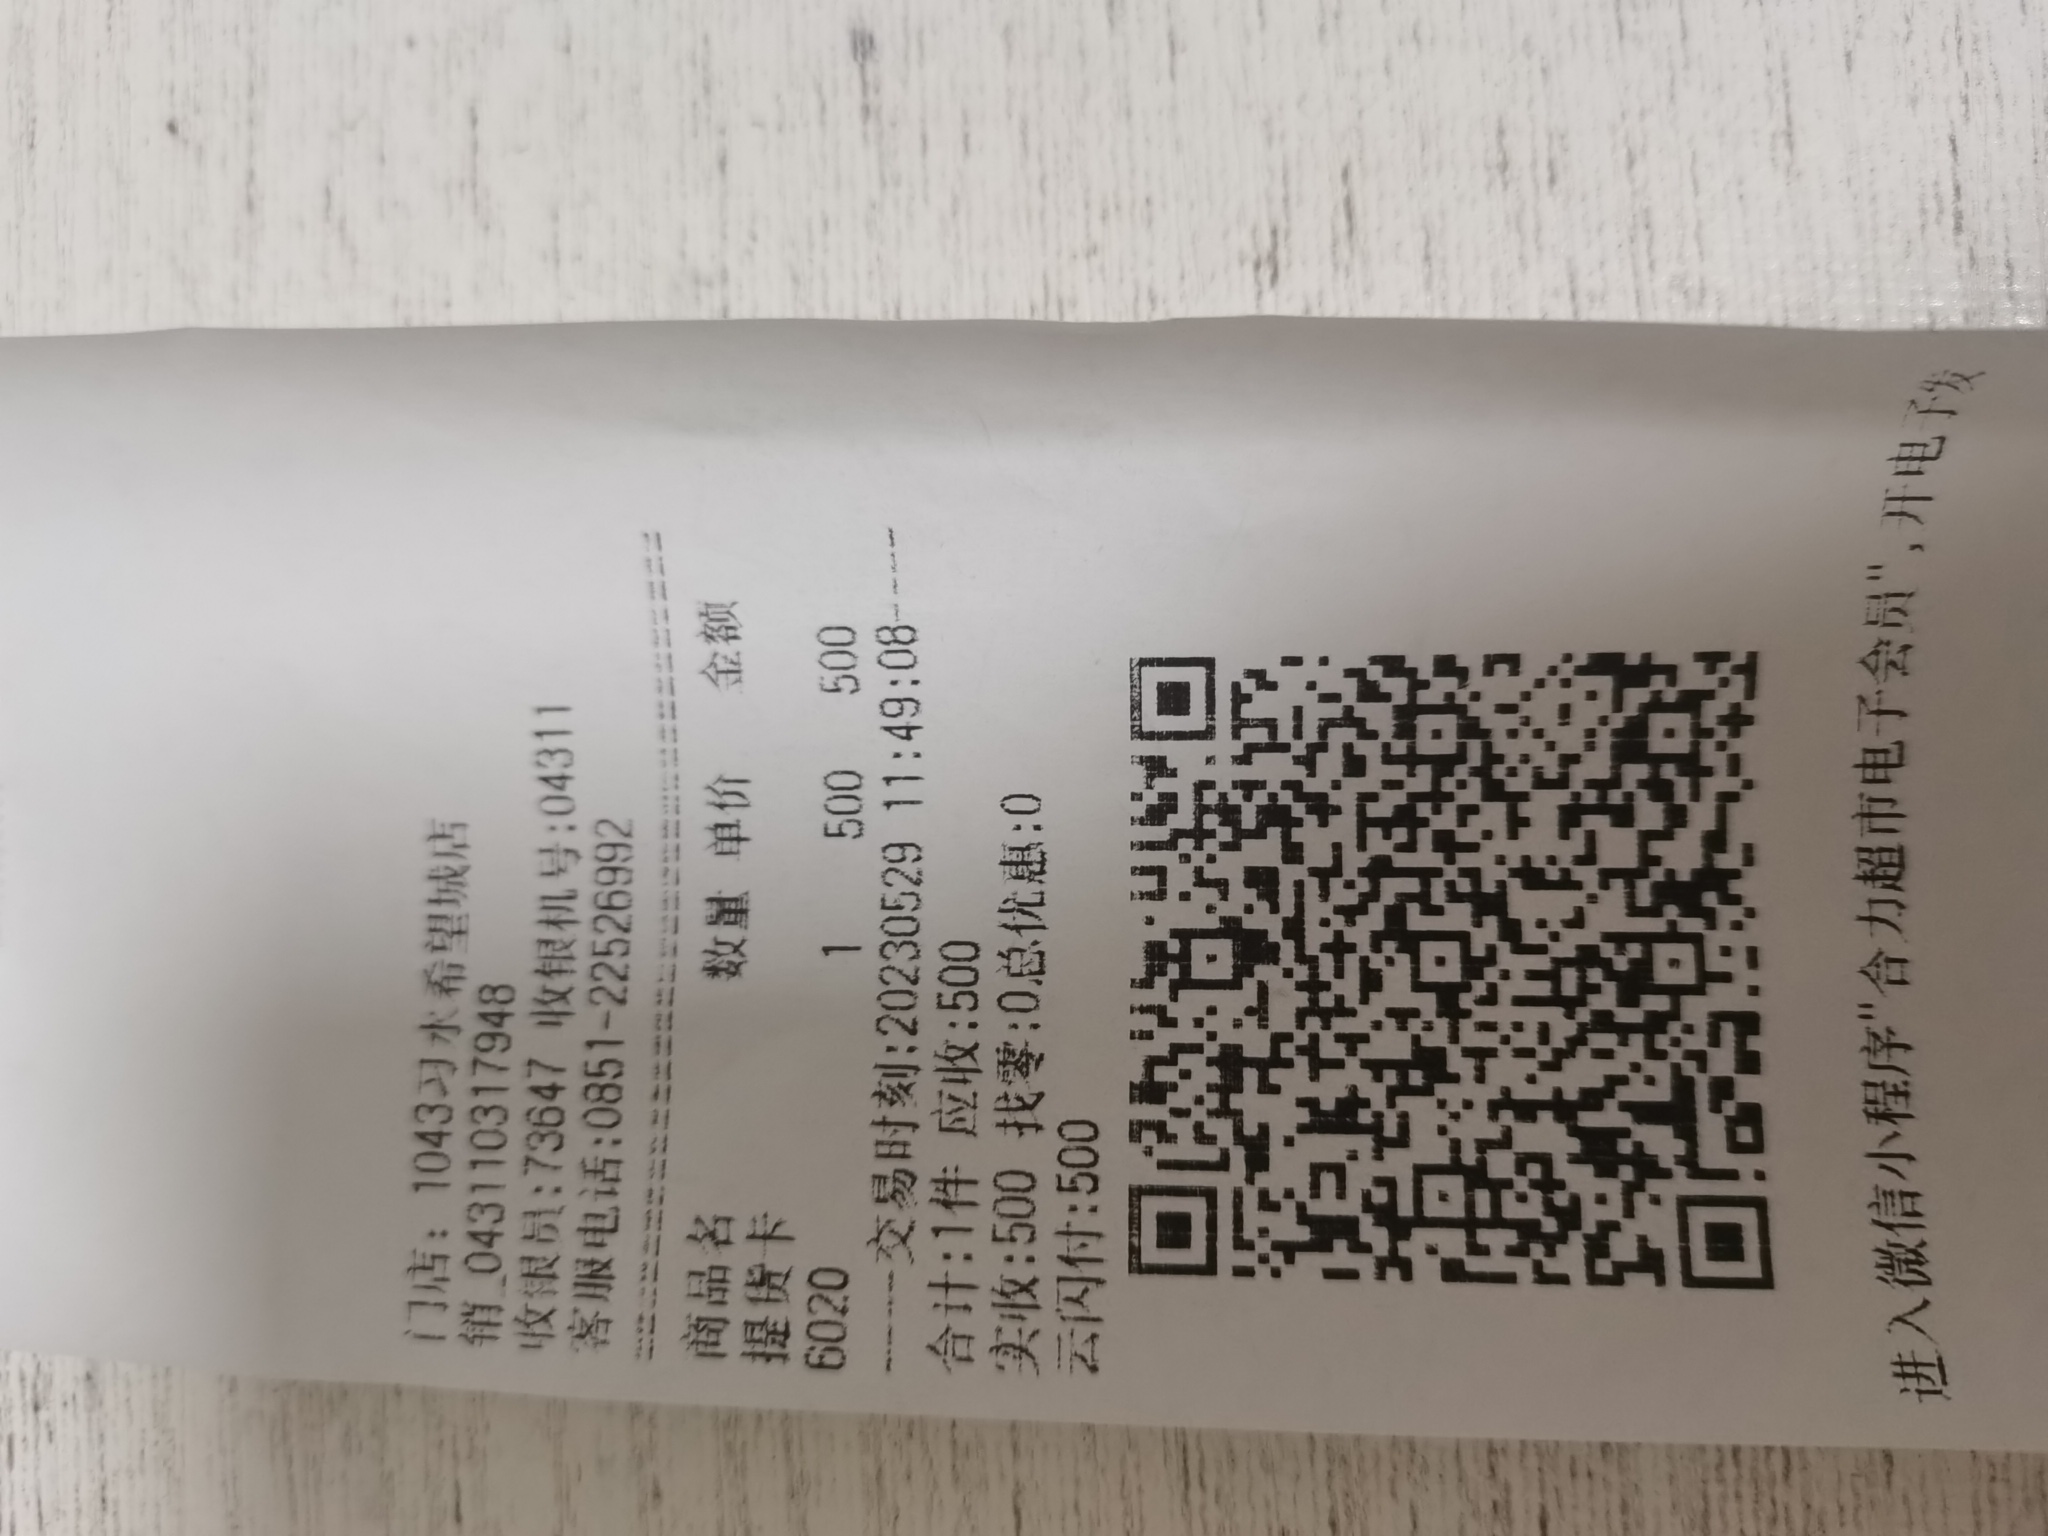 门店: 1043习水希望城店
销_0431103179​48
收银员:73647 收银机号:04311
客服电话:0851-22526992
商品名 数量 单价 金额
提货卡
6020 1 500 500
-----交易时刻:20230529 11:49:08-----
合计:1件 应收:500
实收:500 找零:0总优惠:0
云闪付:500
进入微信小程序"合力超市电子会员",开电子发